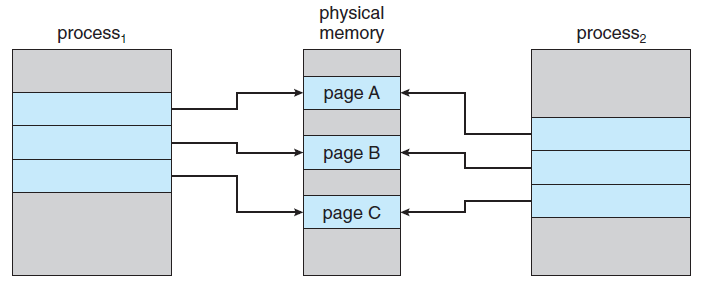 process₁
physical
memory
process₂
page A
page B
page C